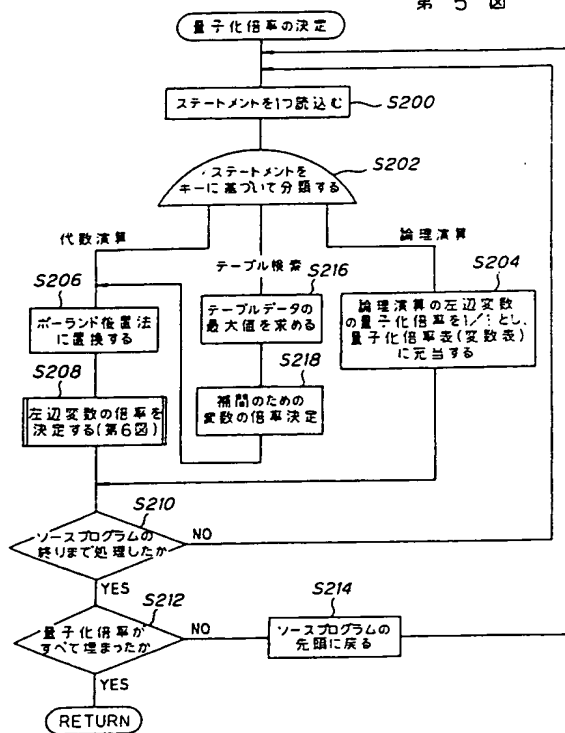 第 5 図
量子化倍率の決定
ステートメントを1つ読込む
S200
ステートメントを
キーに基づいて分類する
S202
代数演算
テーブル検索
論理演算
S206
ポーランド後置法
に置換する
S208
左辺変数の倍率を
決定する(第6図)
S216
テーブルデータの
最大値を求める
S218
補間のための
変数の倍率決定
S204
論理演算の左辺変数
の量子化倍率を1/1とし、
量子化倍率表(変数表)
に充当する
S210
ソースプログラムの
終りまで処理したか
NO
YES
S212
量子化倍率が
すべて埋まったか
NO
YES
S214
ソースプログラムの
先頭に戻る
RETURN